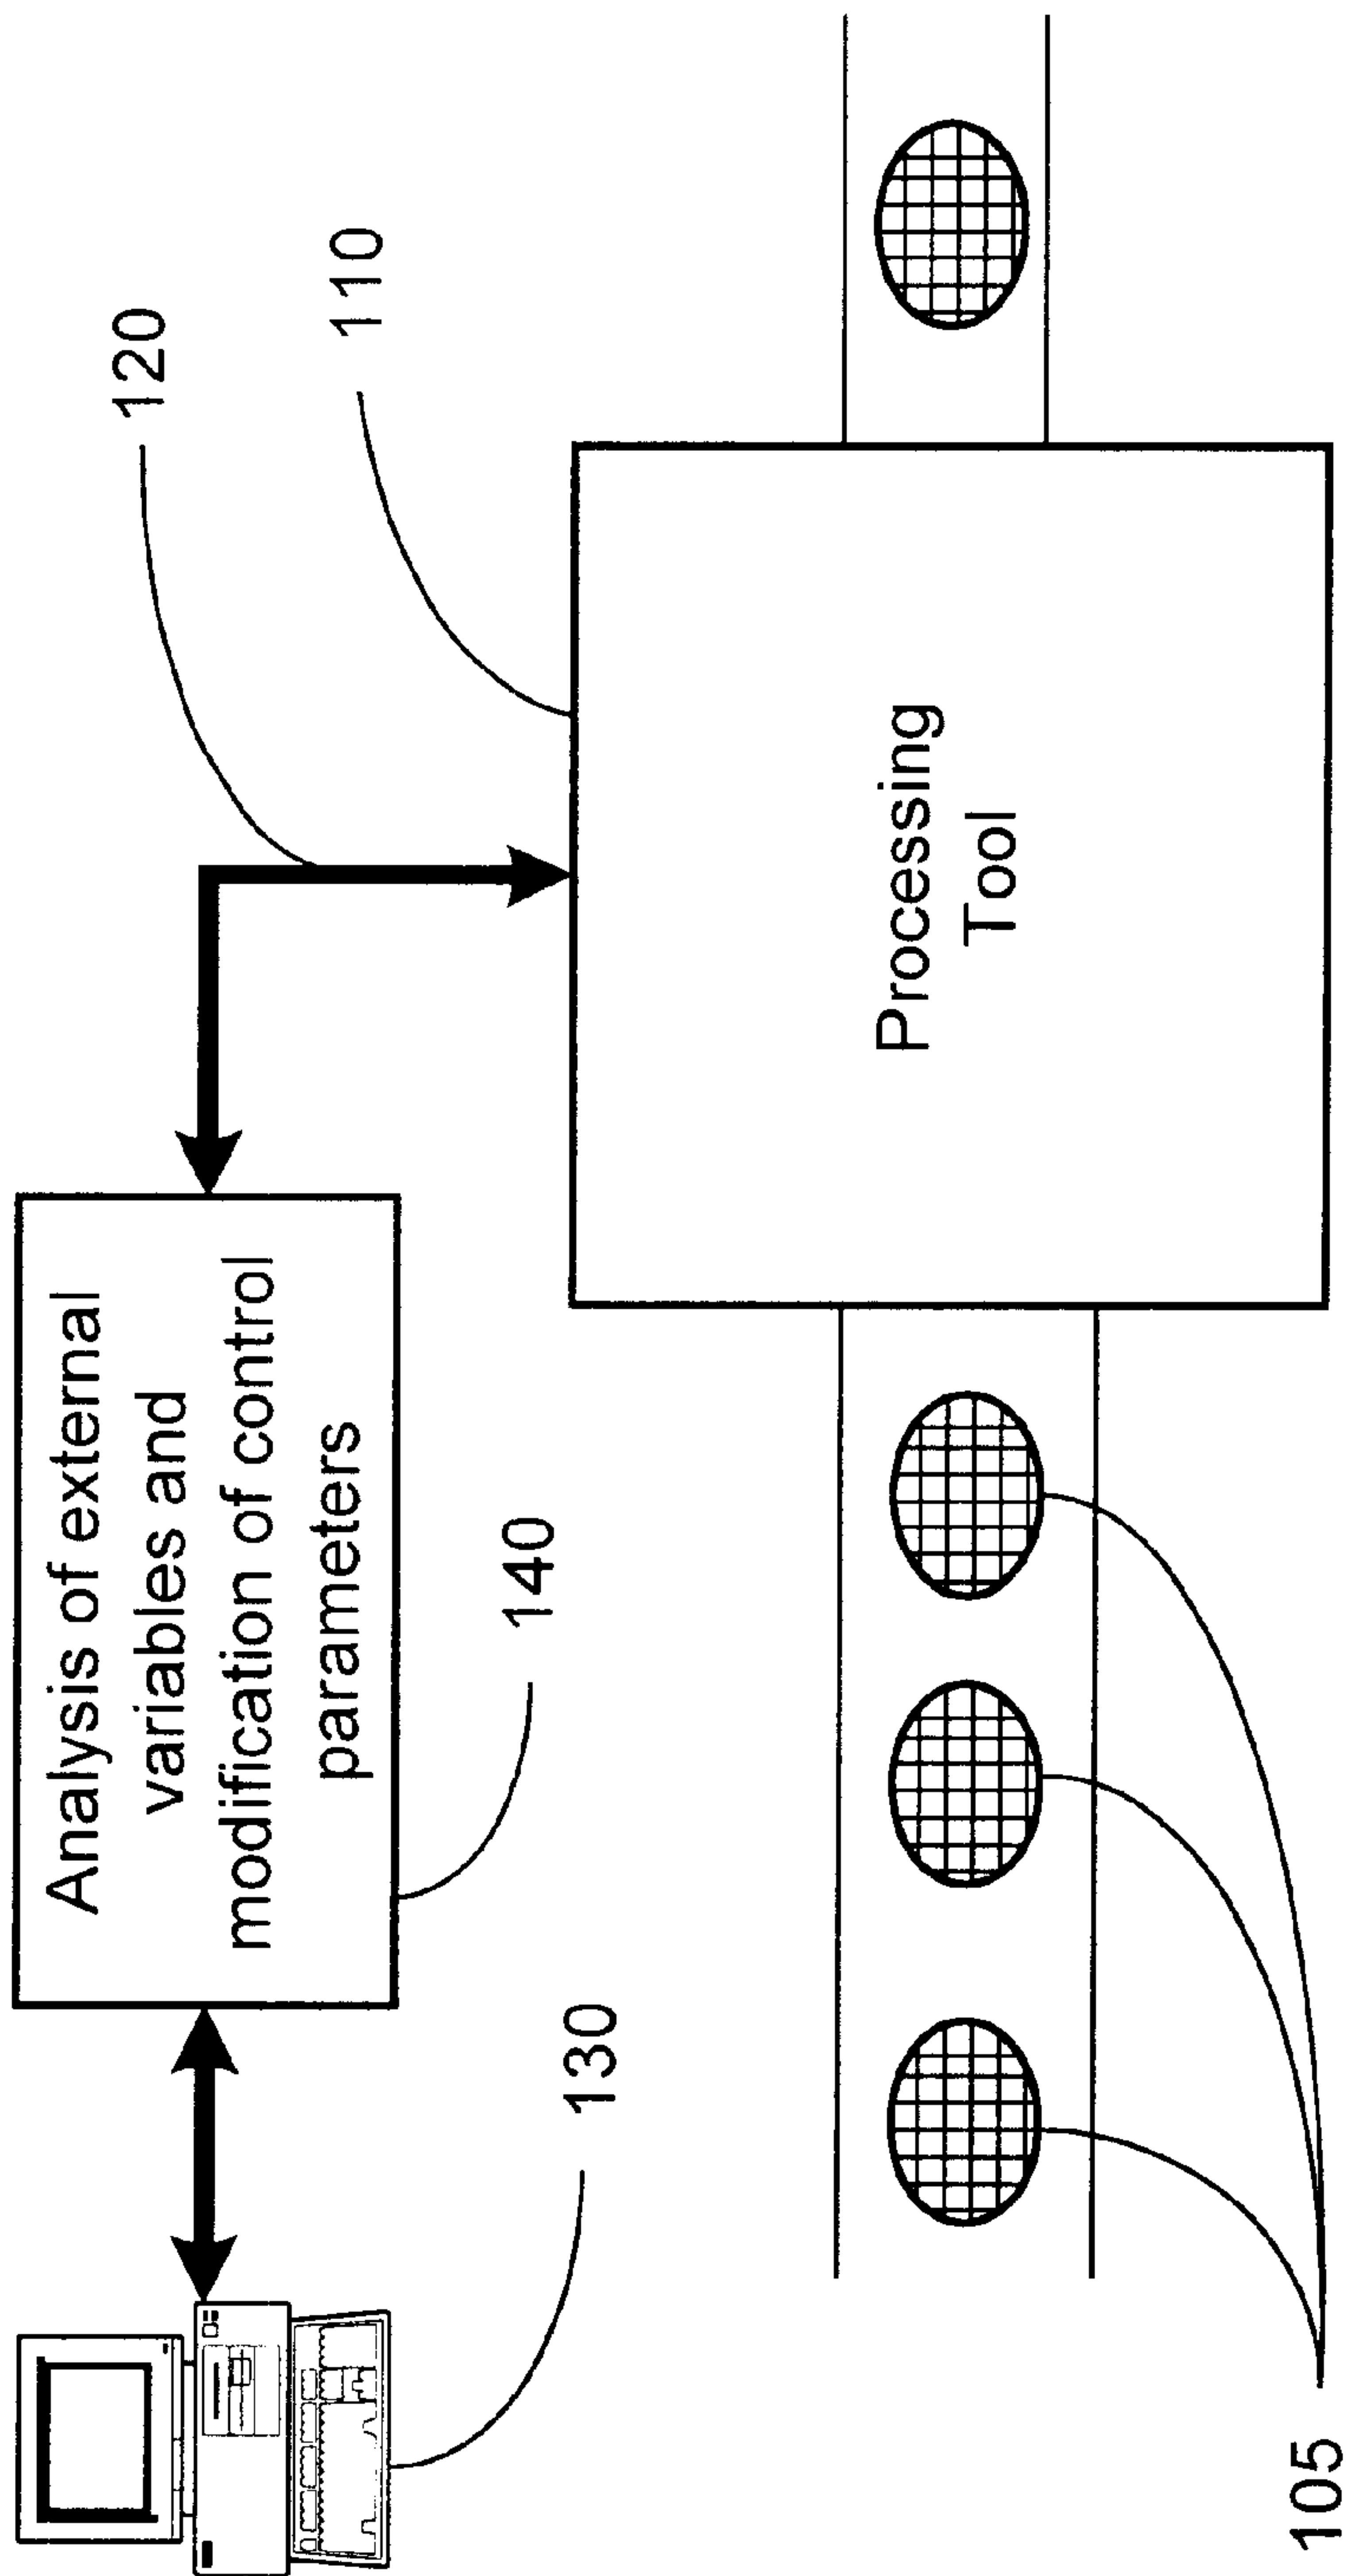 Analysis of external
variables and
modification of control
parameters
120
110
140
130
Processing
Tool
105